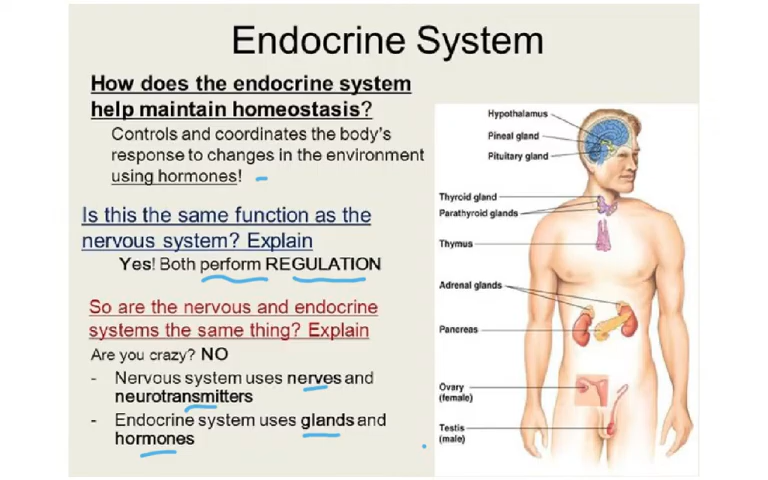 Endocrine System
How does the endocrine system
help maintain homeostasis?
Controls and coordinates the body's
response to changes in the environment
using hormones!
Is this the same function as the
nervous system? Explain
Yes! Both perform REGULATION
So are the nervous and endocrine
systems the same thing? Explain
Are you crazy? NO
- Nervous system uses nerves and
neurotransmitters
- Endocrine system uses glands and
hormones
Hypothalamus
Pineal gland
Pituitary gland
Thyroid gland
Parathyroid glands
Thymus
Adrenal glands
Pancreas
Ovary
(female)
Testis
(male)